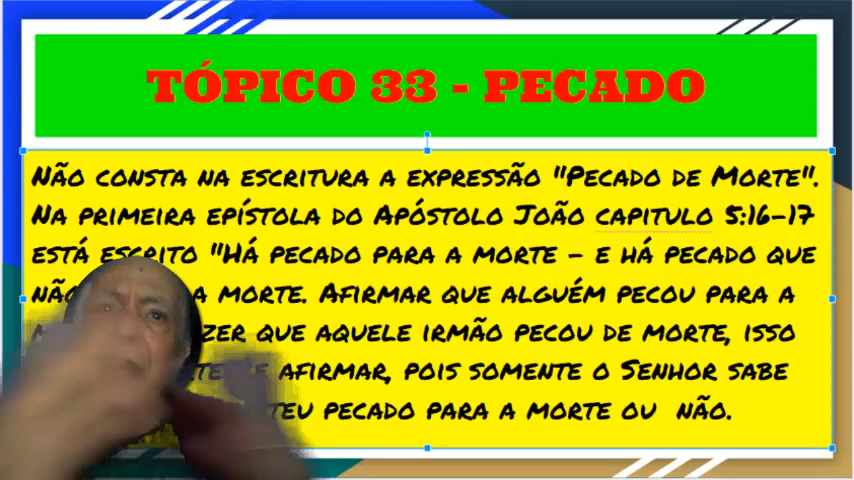 TÓPICO 33 - PECADO
NÃO CONSTA NA ESCRITURA A EXPRESSÃO "PECADO DE MORTE".
NA PRIMEIRA EPÍSTOLA DO APÓSTOLO JOÃO CAPITULO 5:16-17
ESTÁ ESCRITO "HÁ PECADO PARA A MORTE - E HÁ PECADO QUE
A MORTE. AFIRMAR QUE ALGUÉM PECOU PARA A
QUE AQUELE IRMÃO PECOU DE MORTE, ISSO
AFIRMAR, POIS SOMENTE O SENHOR SABE
PECADO PARA A MORTE OU NÃO.